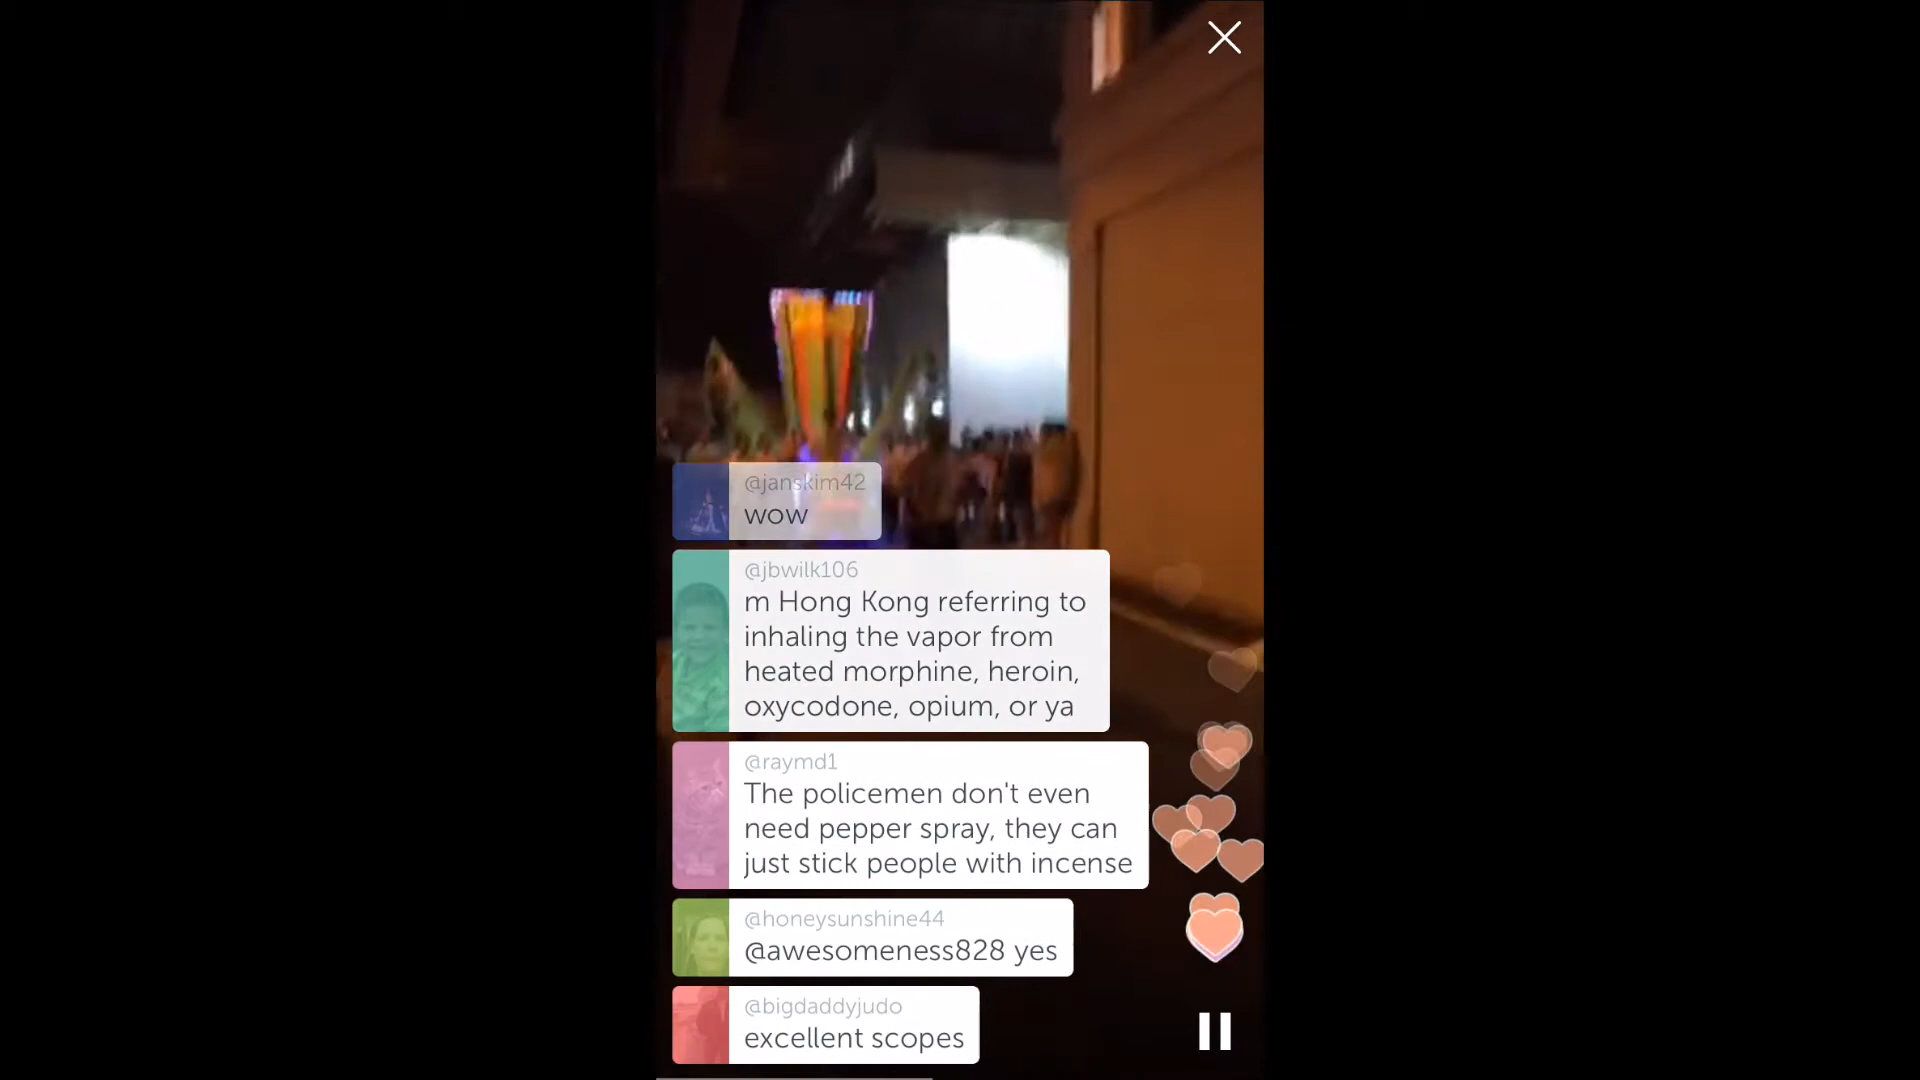 @janskim42
wow
@jbwilk106
m Hong Kong referring to
inhaling the vapor from
heated morphine, heroin,
oxycodone, opium, or ya
@raymd1
The policemen don't even
need pepper spray, they can
just stick people with incense
@honeysunshine44
@awesomeness828 yes
@bigdaddyjudo
excellent scopes